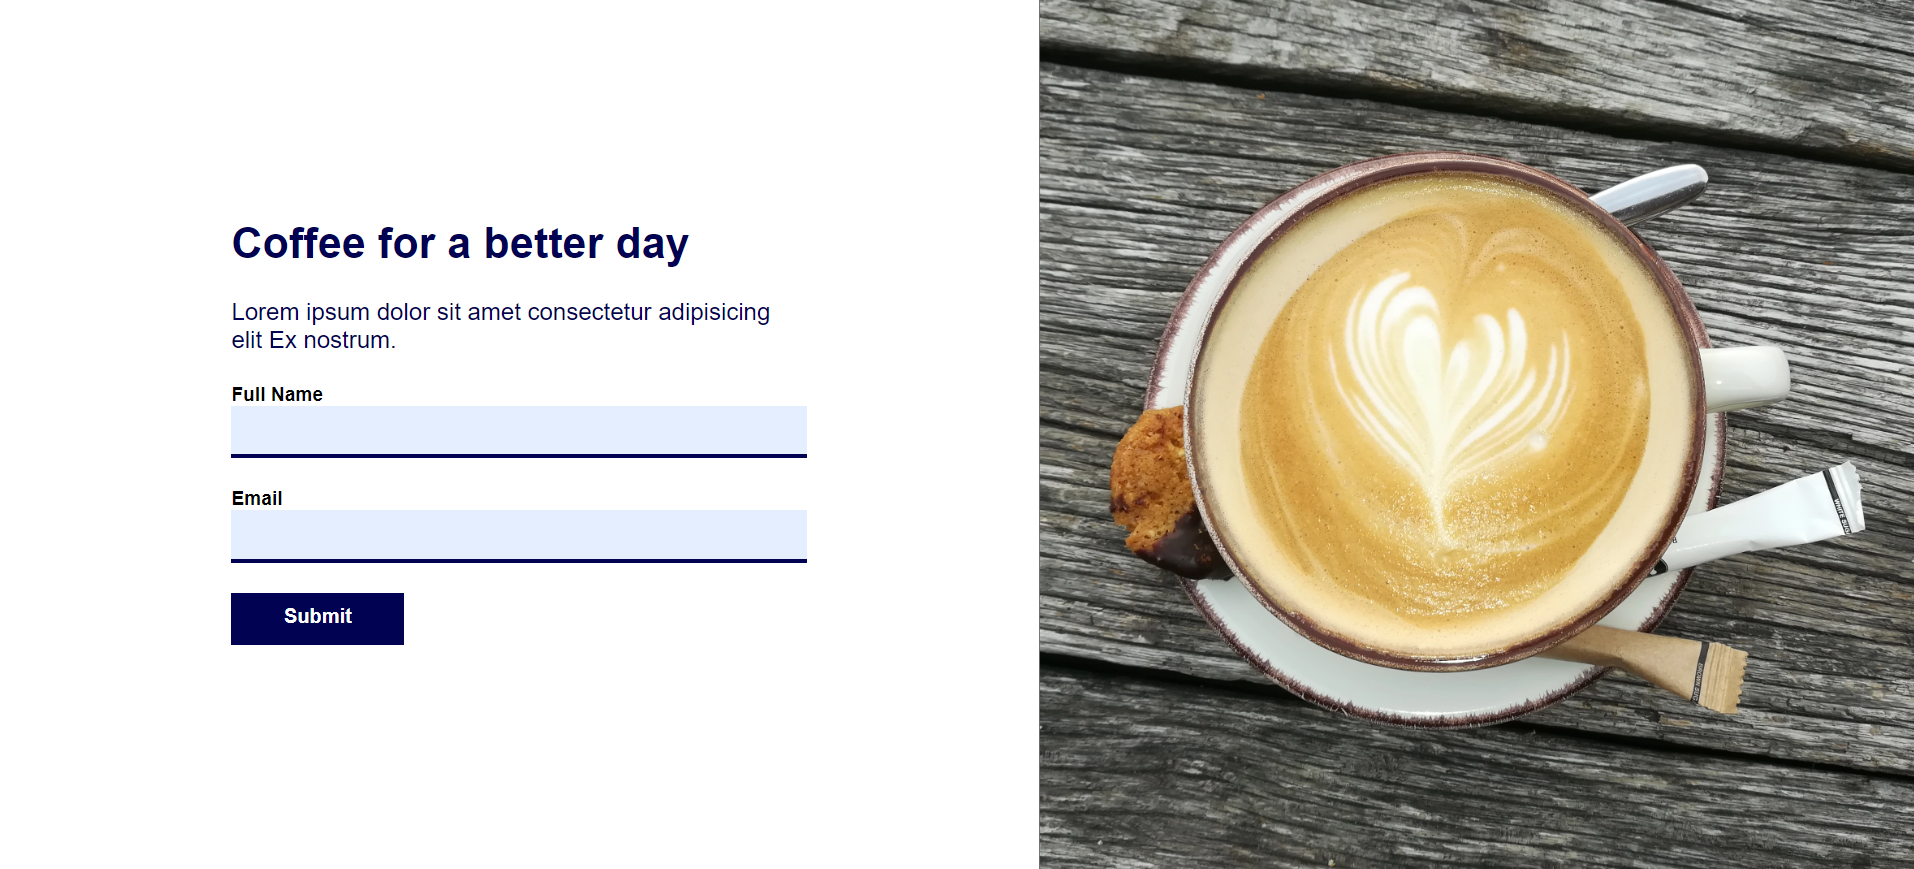 Coffee for a better day
Lorem ipsum dolor sit amet consectetur adipisicing
elit Ex nostrum.
Full Name
Email
Submit